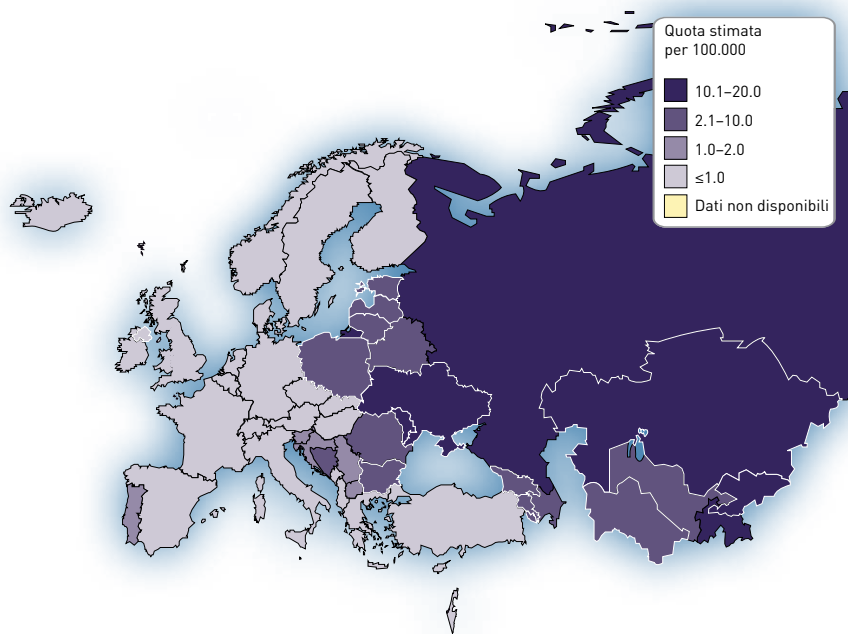 Quota stimata
per 100.000
10.1–20.0
2.1–10.0
1.0–2.0
≤1.0
Dati non disponibili